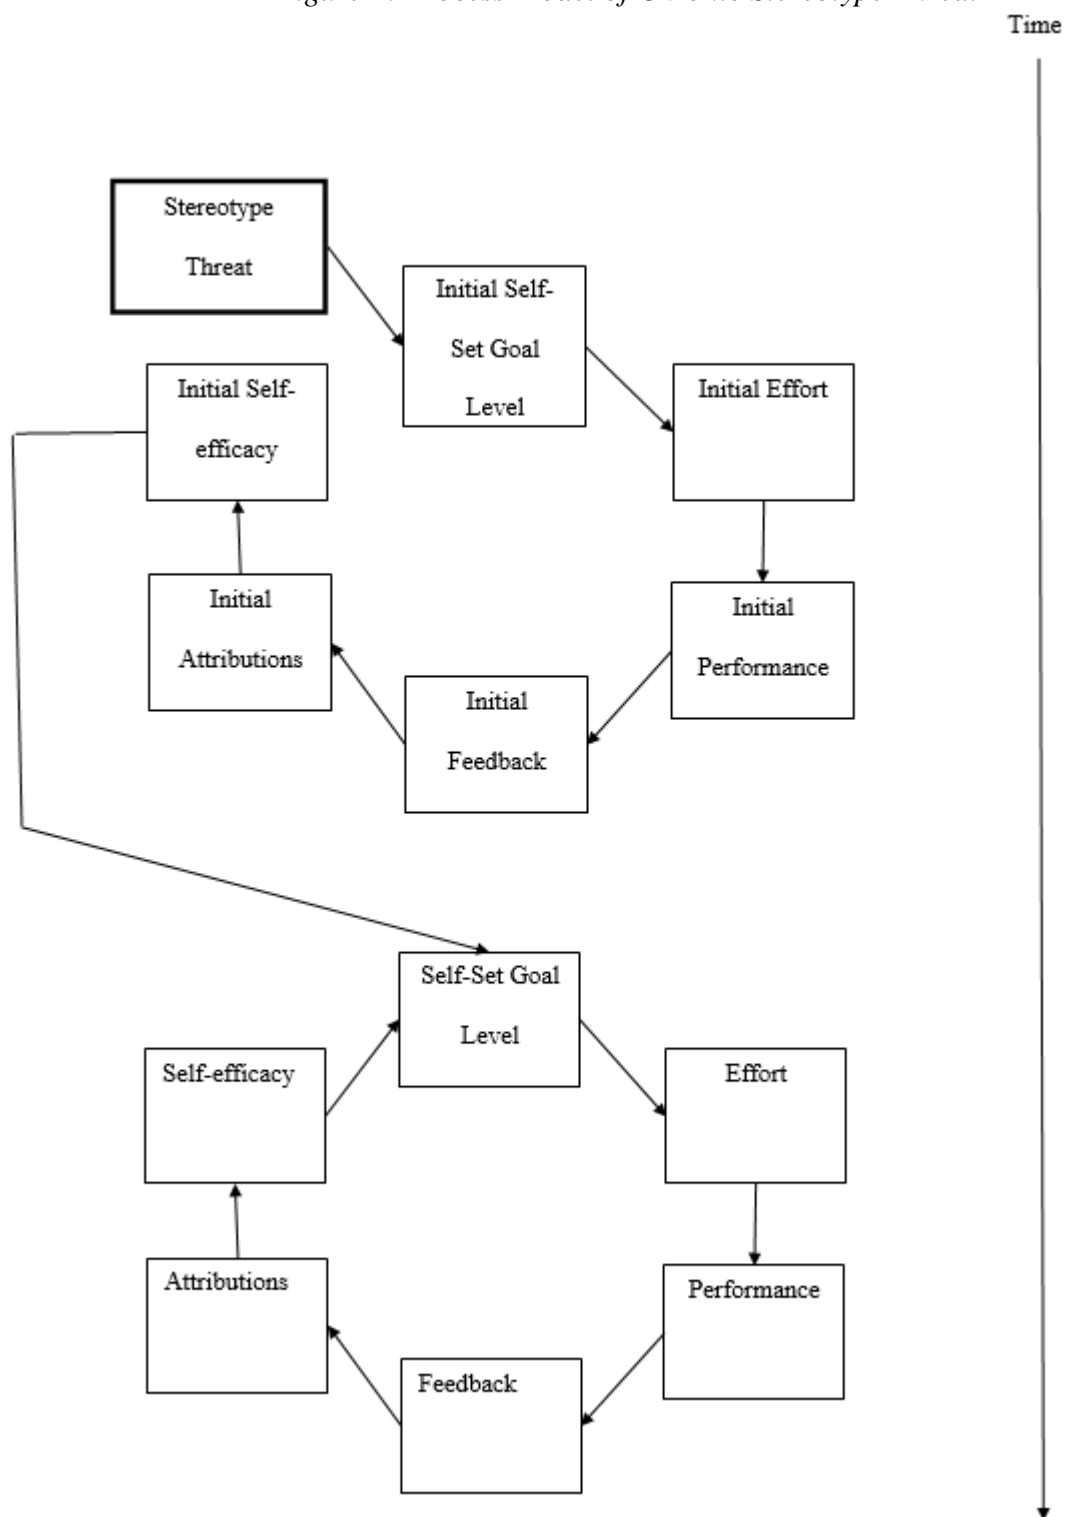 Time
Stereotype
Threat
Initial Self-
Set Goal
Level
Initial Self-
efficacy
Initial Effort
Initial
Attributions
Initial
Performance
Initial
Feedback
Self-Set Goal
Level
Self-efficacy
Effort
Attributions
Performance
Feedback